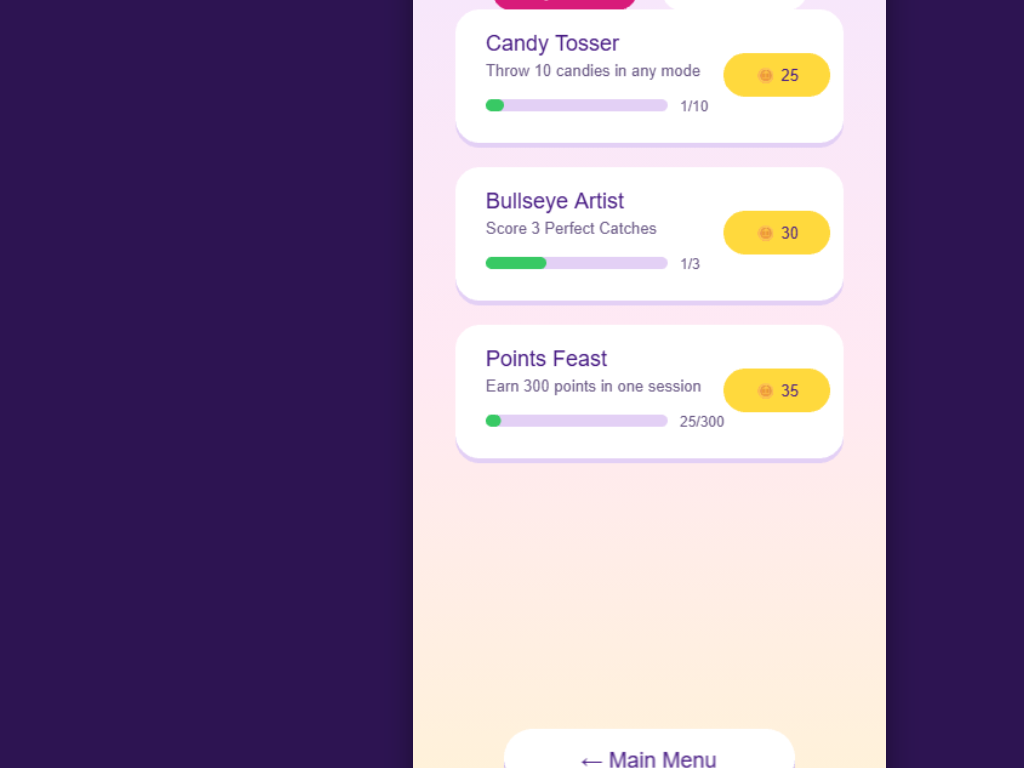 Candy Tosser
Throw 10 candies in any mode
25
1/10
Bullseye Artist
Score 3 Perfect Catches
30
1/3
Points Feast
Earn 300 points in one session
35
25/300
← Main Menu